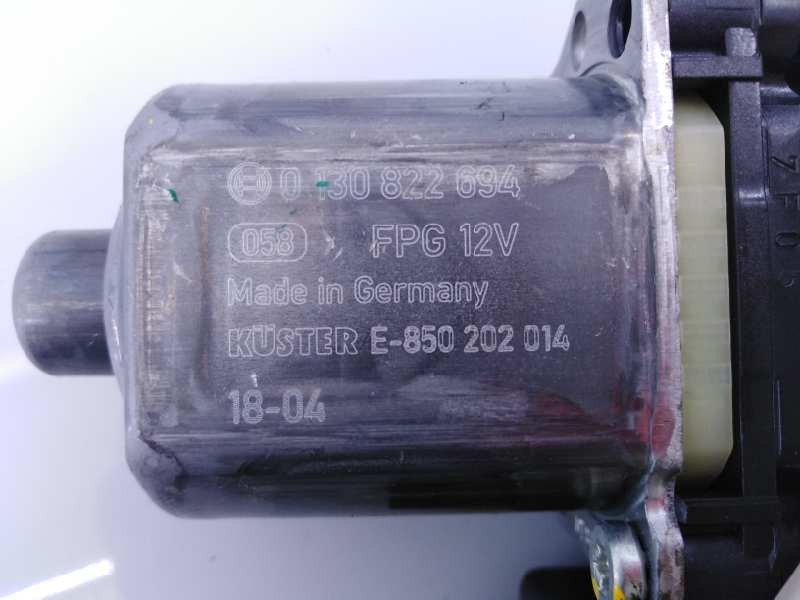 0 130 822 694
058 FPG 12V
Made in Germany
KÜSTER E-850 202 014
18-04